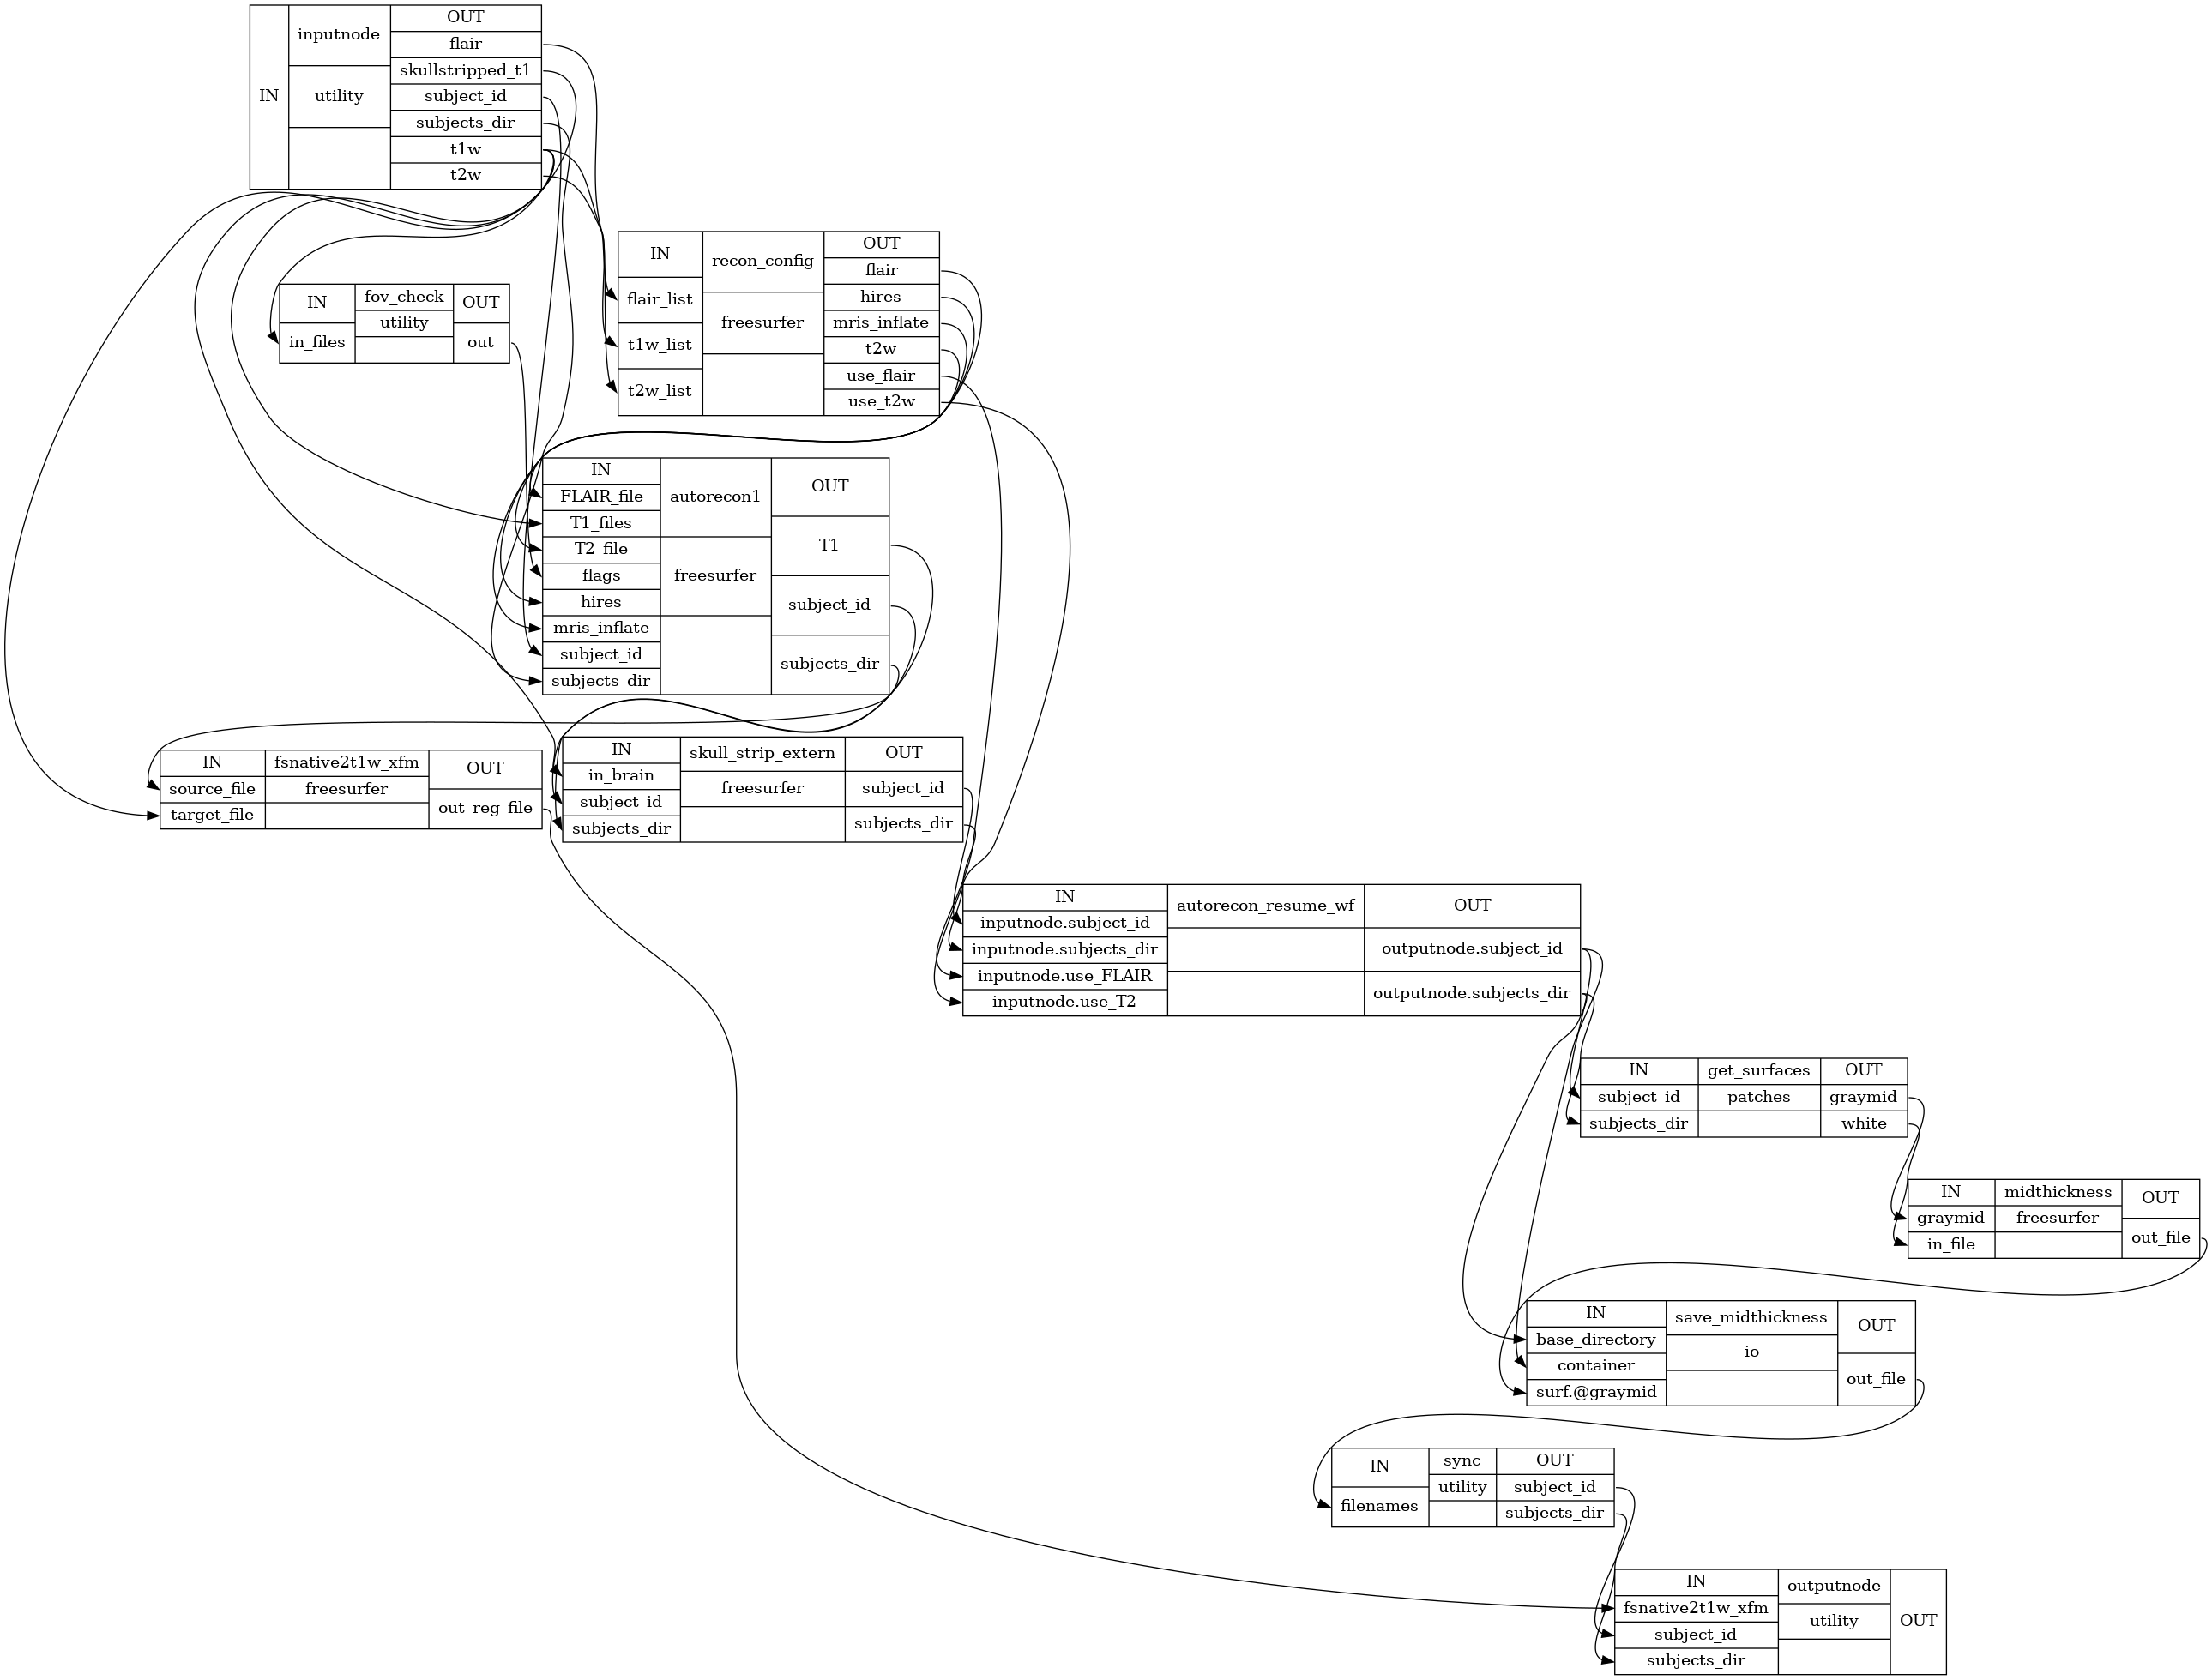 IN
inputnode
utility
OUT
flair
skullstripped_t1
subject_id
subjects_dir
t1w
t2w
IN
flair_list
t1w_list
t2w_list
recon_config
freesurfer
OUT
flair
hires
mris_inflate
t2w
use_flair
use_t2w
IN
in_files
fov_check
utility
OUT
out
IN
FLAIR_file
T1_files
T2_file
flags
hires
mris_inflate
subject_id
subjects_dir
autorecon1
freesurfer
OUT
T1
subject_id
subjects_dir
IN
source_file
target_file
fsnative2t1w_xfm
freesurfer
OUT
out_reg_file
IN
in_brain
subject_id
subjects_dir
skull_strip_extern
freesurfer
OUT
subject_id
subjects_dir
IN
inputnode.subject_id
inputnode.subjects_dir
inputnode.use_FLAIR
inputnode.use_T2
autorecon_resume_wf
OUT
outputnode.subject_id
outputnode.subjects_dir
IN
subject_id
subjects_dir
get_surfaces
patches
OUT
graymid
white
IN
graymid
in_file
midthickness
freesurfer
OUT
out_file
IN
base_directory
container
surf.@graymid
save_midthickness
io
OUT
out_file
IN
filenames
sync
utility
OUT
subject_id
subjects_dir
IN
fsnative2t1w_xfm
subject_id
subjects_dir
outputnode
utility
OUT